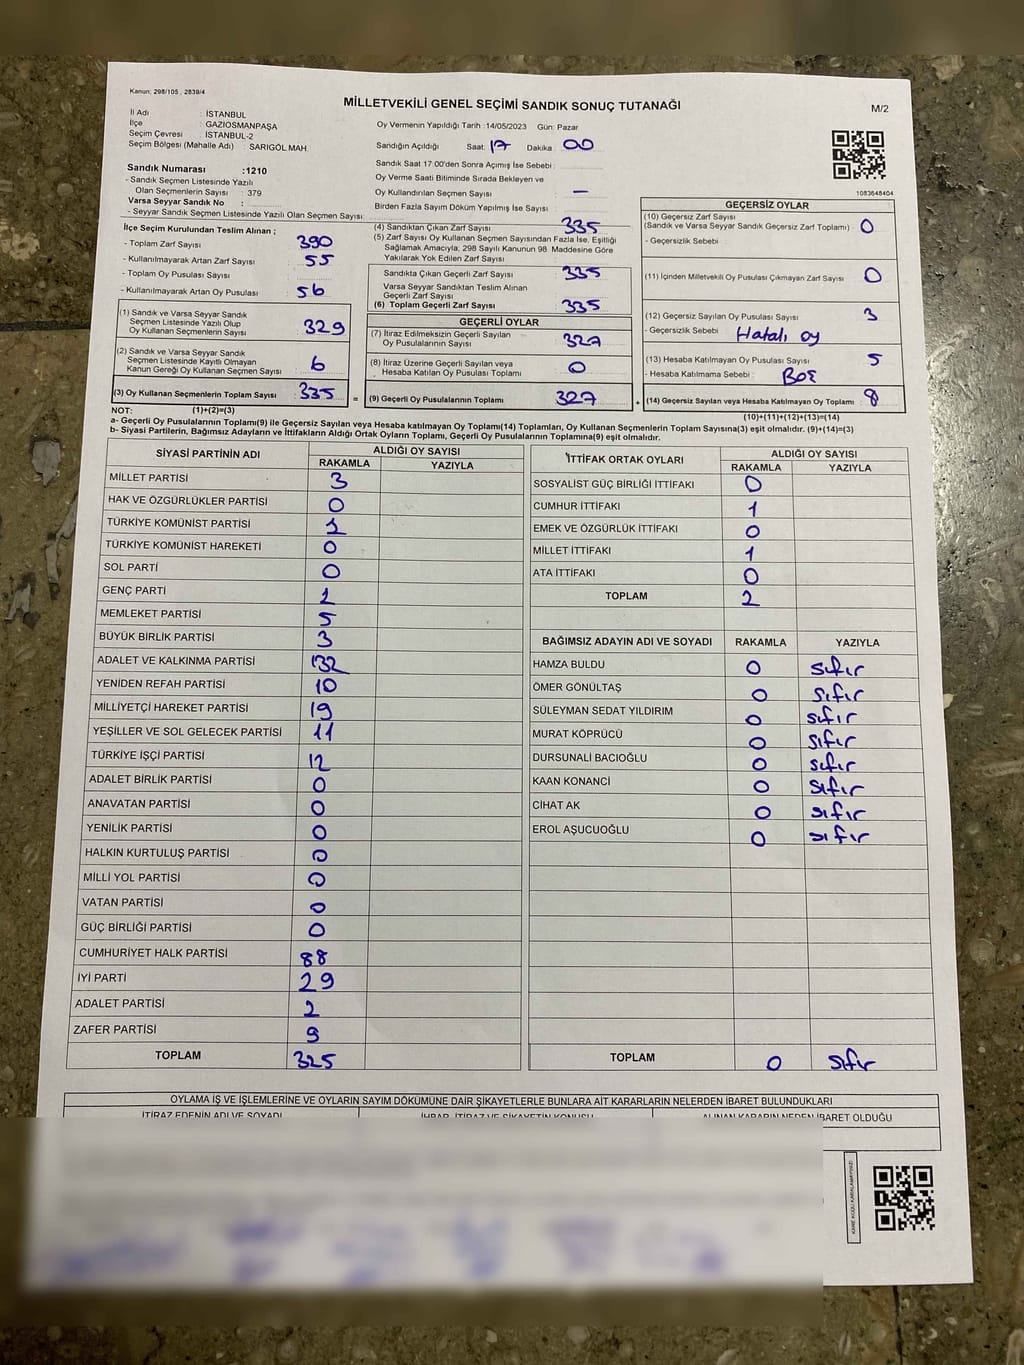 Kanun: 298/105 , 2839/4
MİLLETVEKİLİ GENEL SEÇİMİ SANDIK SONUÇ TUTANAĞI
M/2
İl Adı : İSTANBUL
İlçe : GAZİOSMANPAŞA
Seçim Çevresi : İSTANBUL-2
Seçim Bölgesi (Mahalle Adı) : SARIGÖL MAH.
Oy Vermenin Yapıldığı Tarih :14/05/2023 Gün: Pazar
Sandığın Açıldığı Saat: 17 Dakika: 00
Sandık Saat 17:00'den Sonra Açımış İse Sebebi :
Oy Verme Saati Bitiminde Sırada Bekleyen ve
Oy Kullandırılan Seçmen Sayısı : —
Birden Fazla Sayım Döküm Yapılmış İse Sayısı :
1083648404
Sandık Numarası :1210
- Sandık Seçmen Listesinde Yazılı
Olan Seçmenlerin Sayısı : 379
Varsa Seyyar Sandık No :
- Seyyar Sandık Seçmen Listesinde Yazılı Olan Seçmen Sayısı:
İlçe Seçim Kurulundan Teslim Alınan ;
- Toplam Zarf Sayısı 390
- Kullanılmayarak Artan Zarf Sayısı 55
- Toplam Oy Pusulası Sayısı
- Kullanılmayarak Artan Oy Pusulası 56
(1) Sandık ve Varsa Seyyar Sandık
Seçmen Listesinde Yazılı Olup
Oy Kullanan Seçmenlerin Sayısı 329
(2) Sandık ve Varsa Seyyar Sandık
Seçmen Listesinde Kayıtlı Olmayan
Kanun Gereği Oy Kullanan Seçmen Sayısı 6
(3) Oy Kullanan Seçmenlerin Toplam Sayısı 335
(4) Sandıktan Çıkan Zarf Sayısı 335
(5) Zarf Sayısı Oy Kullanan Seçmen Sayısından Fazla İse, Eşitliği
Sağlamak Amacıyla, 298 Sayılı Kanunun 98. Maddesine Göre
Yakılarak Yok Edilen Zarf Sayısı
Sandıkta Çıkan Geçerli Zarf Sayısı 335
Varsa Seyyar Sandıktan Teslim Alınan
Geçerli Zarf Sayısı
(6) Toplam Geçerli Zarf Sayısı 335
GEÇERLİ OYLAR
(7) İtiraz Edilmeksizin Geçerli Sayılan
Oy Pusulalarının Sayısı 327
(8) İtiraz Üzerine Geçerli Sayılan veya
Hesaba Katılan Oy Pusulası Toplamı 0
= (9) Geçerli Oy Pusulalarının Toplamı 327 +
GEÇERSİZ OYLAR
(10) Geçersiz Zarf Sayısı
(Sandık ve Varsa Seyyar Sandık Geçersiz Zarf Toplamı) 0
- Geçersizlik Sebebi
(11) İçinden Milletvekili Oy Pusulası Çıkmayan Zarf Sayısı 0
(12) Geçersiz Sayılan Oy Pusulası Sayısı 3
- Geçersizlik Sebebi Hatalı oy
(13) Hesaba Katılmayan Oy Pusulası Sayısı 5
- Hesaba Katılmama Sebebi : BOŞ
(14) Geçersiz Sayılan veya Hesaba Katılmayan Oy Toplamı 8
NOT: (1)+(2)=(3)
(10)+(11)+(12)+(13)=(14)
a- Geçerli Oy Pusulalarının Toplamı(9) ile Geçersiz Sayılan veya Hesaba katılmayan Oy Toplamı(14) Toplamları, Oy Kullanan Seçmenlerin Toplam Sayısına(3) eşit olmalıdır. (9)+(14)=(3)
b- Siyasi Partilerin, Bağımsız Adayların ve İttifakların Aldığı Ortak Oyların Toplamı, Geçerli Oy Pusulalarının Toplamına(9) eşit olmalıdır.
SİYASİ PARTİNİN ADI ALDIĞI OY SAYISI
RAKAMLA YAZIYLA
MİLLET PARTİSİ 3
HAK VE ÖZGÜRLÜKLER PARTİSİ 0
TÜRKİYE KOMÜNİST PARTİSİ 1
TÜRKİYE KOMÜNİST HAREKETİ 0
SOL PARTİ 0
GENÇ PARTİ 1
MEMLEKET PARTİSİ 5
BÜYÜK BİRLİK PARTİSİ 3
ADALET VE KALKINMA PARTİSİ 132
YENİDEN REFAH PARTİSİ 10
MİLLİYETÇİ HAREKET PARTİSİ 19
YEŞİLLER VE SOL GELECEK PARTİSİ 11
TÜRKİYE İŞÇİ PARTİSİ 12
ADALET BİRLİK PARTİSİ 0
ANAVATAN PARTİSİ 0
YENİLİK PARTİSİ 0
HALKIN KURTULUŞ PARTİSİ 0
MİLLİ YOL PARTİSİ 0
VATAN PARTİSİ 0
GÜÇ BİRLİĞİ PARTİSİ 0
CUMHURİYET HALK PARTİSİ 88
İYİ PARTİ 29
ADALET PARTİSİ 2
ZAFER PARTİSİ 9
TOPLAM 325
İTTİFAK ORTAK OYLARI ALDIĞI OY SAYISI
RAKAMLA YAZIYLA
SOSYALİST GÜÇ BİRLİĞİ İTTİFAKI 0
CUMHUR İTTİFAKI 1
EMEK VE ÖZGÜRLÜK İTTİFAKI 0
MİLLET İTTİFAKI 1
ATA İTTİFAKI 0
TOPLAM 2
BAĞIMSIZ ADAYIN ADI VE SOYADI RAKAMLA YAZIYLA
HAMZA BULDU 0 sıfır
ÖMER GÖNÜLTAŞ 0 sıfır
SÜLEYMAN SEDAT YILDIRIM 0 sıfır
MURAT KÖPRÜCÜ 0 sıfır
DURSUNALİ BACIOĞLU 0 sıfır
KAAN KONANCİ 0 sıfır
CİHAT AK 0 sıfır
EROL AŞUCUOĞLU 0 sıfır
TOPLAM 0 sıfır
OYLAMA İŞ VE İŞLEMLERİNE VE OYLARIN SAYIM DÖKÜMÜNE DAİR ŞİKAYETLERLE BUNLARA AİT KARARLARIN NELERDEN İBARET BULUNDUKLARI
İTİRAZ EDENİN ADI VE SOYADI İHBAR, İTİRAZ VE ŞİKAYETİN KONUSU ALINAN KARARIN NEDEN İBARET OLDUĞU